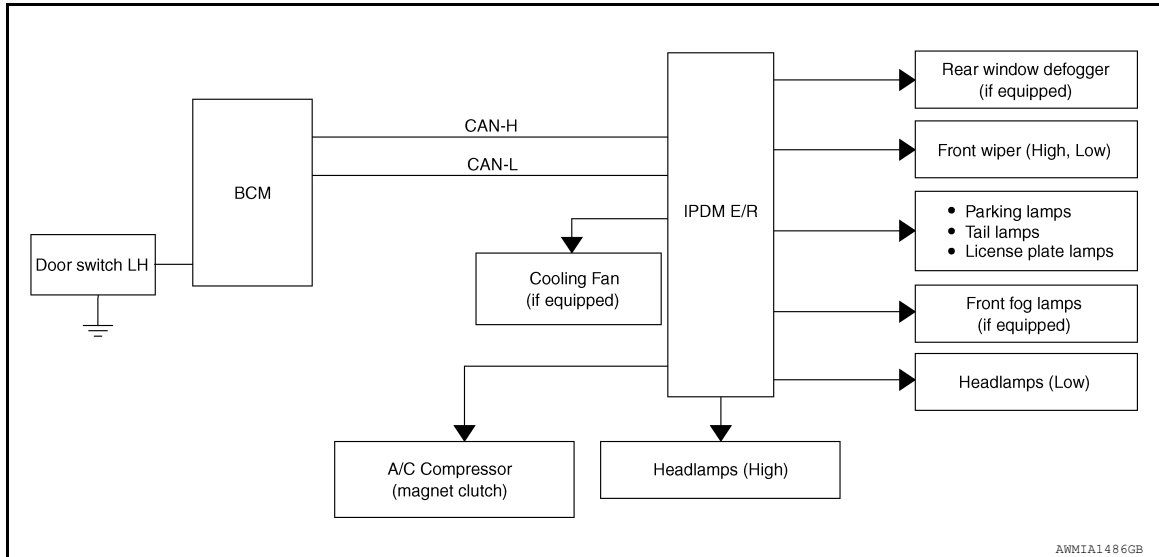 Rear window defogger
(if equipped)
CAN-H
Front wiper (High, Low)
CAN-L
BCM
IPDM E/R
• Parking lamps
• Tail lamps
• License plate lamps
Door switch LH
Cooling Fan
(if equipped)
Front fog lamps
(if equipped)
Headlamps (Low)
A/C Compressor
(magnet clutch)
Headlamps (High)
AWMIA1486GB